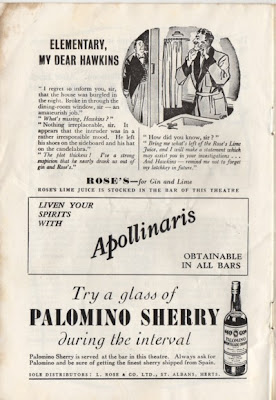 ELEMENTARY,
MY DEAR HAWKINS
" I regret to inform you, sir,
that the house was burgled in
the night. Broke in through the
dining-room window, sir — an
amateurish job."
" What's missing, Hawkins ? "
" Nothing irreplaceable, sir. It
appears that the intruder was in a
rather irresponsible mood. He left
his shoes on the sideboard and his hat
on the candelabra."
" The plot thickens ! I've a strong
suspicion that he nearly shook us out of
gin and Rose's."
" How did you know, sir ? "
" Bring me what's left of the Rose's Lime
Juice, and I will make a statement which
may assist you in your investigations . . .
And Hawkins — remind me not to forget
my latchkey in future."
ROSE'S—for Gin and Lime
ROSE'S LIME JUICE IS STOCKED IN THE BAR OF THIS THEATRE
LIVEN YOUR
SPIRITS
WITH
Apollinaris
OBTAINABLE
IN ALL BARS
Try a glass of
PALOMINO SHERRY
during the interval
Palomino Sherry is served at the bar in this theatre. Always ask for
Palomino and be sure of getting the finest sherry shipped from Spain.
SOLE DISTRIBUTORS: L. ROSE & CO. LTD., ST. ALBANS, HERTS.
PALOMINO